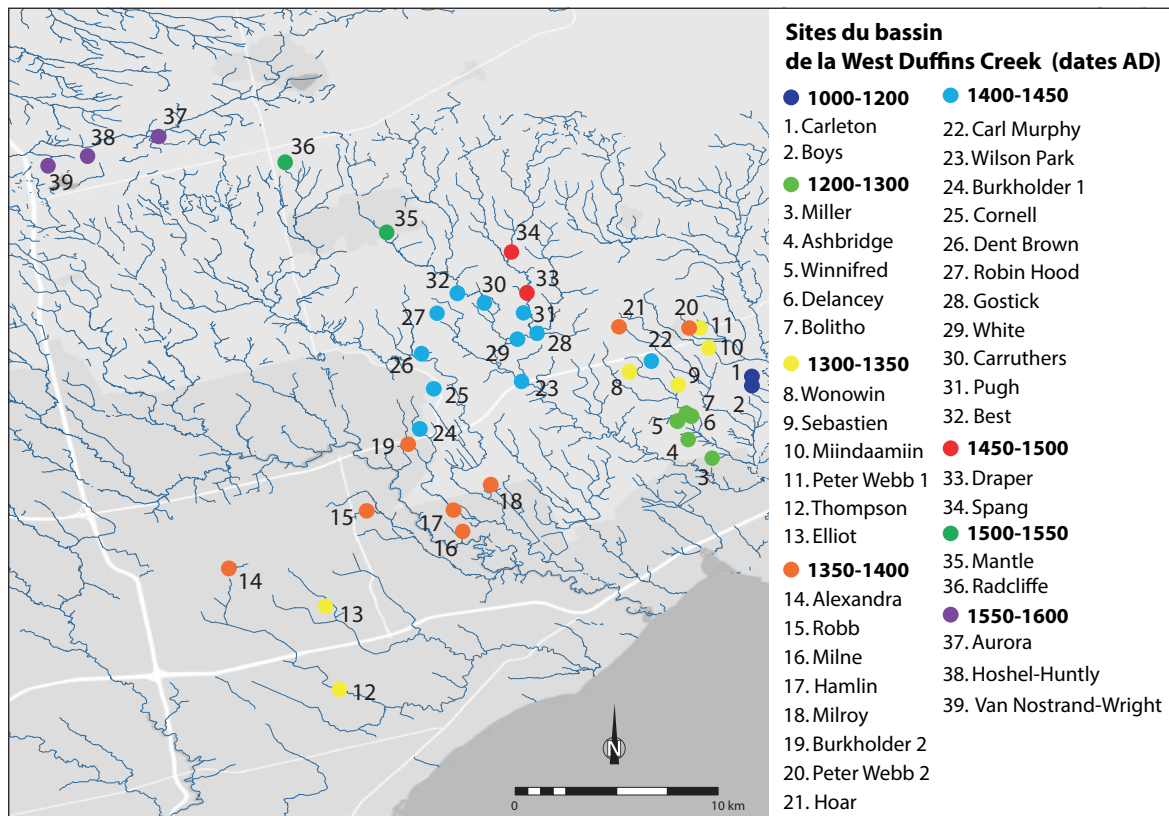 37
38
36
39
35
34
32
30
33
27
31
21
20
11
28
10
29
22
26
1
9
8
23
2
25
7
5
6
24
19
4
3
18
15
17
16
14
13
12
N
0
10 km
Sites du bassin
de la West Duffins Creek (dates AD)
1000-1200
1. Carleton
2. Boys
1200-1300
3. Miller
4. Ashbridge
5. Winnifred
6. Delancey
7. Bolitho
1300-1350
8. Wonowin
9. Sebastien
10. Miindaamiin
11. Peter Webb 1
12. Thompson
13. Elliot
1350-1400
14. Alexandra
15. Robb
16. Milne
17. Hamlin
18. Milroy
19. Burkholder 2
20. Peter Webb 2
21. Hoar
1400-1450
22. Carl Murphy
23. Wilson Park
24. Burkholder 1
25. Cornell
26. Dent Brown
27. Robin Hood
28. Gostick
29. White
30. Carruthers
31. Pugh
32. Best
1450-1500
33. Draper
34. Spang
1500-1550
35. Mantle
36. Radcliffe
1550-1600
37. Aurora
38. Hoshel-Huntly
39. Van Nostrand-Wright